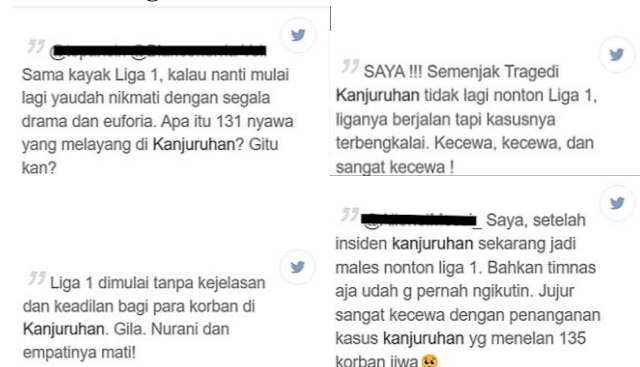 Sama kayak Liga 1, kalau nanti mulai
lagi yaudah nikmati dengan segala
drama dan euforia. Apa itu 131 nyawa
yang melayang di Kanjuruhan? Gitu
kan?
SAYA !!! Semenjak Tragedi
Kanjuruhan tidak lagi nonton Liga 1,
liganya berjalan tapi kasusnya
terbengkalai. Kecewa, kecewa, dan
sangat kecewa !
Liga 1 dimulai tanpa kejelasan
dan keadilan bagi para korban di
Kanjuruhan. Gila. Nurani dan
empatinya mati!
Saya, setelah
insiden kanjuruhan sekarang jadi
males nonton liga 1. Bahkan timnas
aja udah g pernah ngikutin. Jujur
sangat kecewa dengan penanganan
kasus kanjuruhan yg menelan 135
korban jiwa🥺